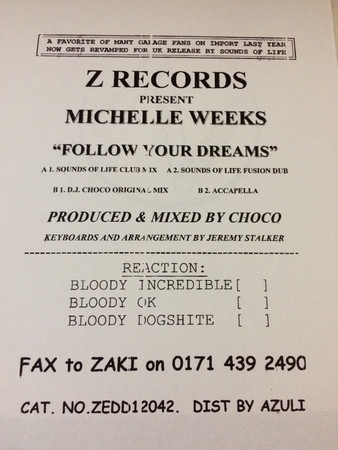 A FAVORITE OF MANY GARAGE FANS ON IMPORT LAST YEAR
NOW GETS REVAMPED FOR UK RELEASE BY SOUNDS OF LIFE
Z RECORDS
PRESENT
MICHELLE WEEKS
“FOLLOW YOUR DREAMS”
A 1. SOUNDS OF LIFE CLUB MIX A 2. SOUNDS OF LIFE FUSION DUB
B 1. D.J. CHOCO ORIGINAL MIX B 2. ACCAPELLA
PRODUCED & MIXED BY CHOCO
KEYBOARDS AND ARRANGEMENT BY JEREMY STALKER
REACTION:
BLOODY INCREDIBLE [ ]
BLOODY OK [ ]
BLOODY DOGSHITE [ ]
FAX to ZAKI on 0171 439 2490
CAT. NO.ZEDD12042. DIST BY AZULI